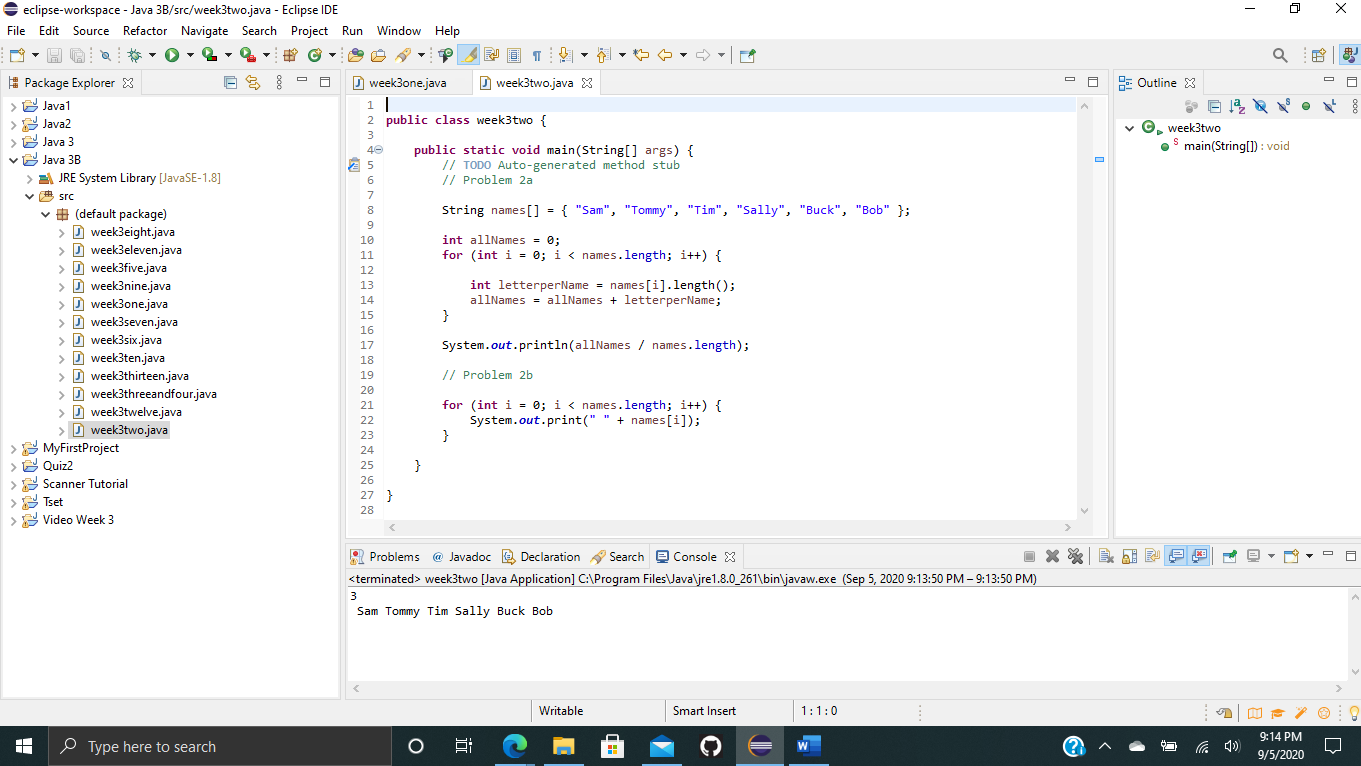 eclipse-workspace - Java 3B/src/week3two.java - Eclipse IDE
File Edit Source Refactor Navigate Search Project Run Window Help
Package Explorer
Java1
Java2
Java 3
Java 3B
JRE System Library [JavaSE-1.8]
src
(default package)
week3eight.java
week3eleven.java
week3five.java
week3nine.java
week3one.java
week3seven.java
week3six.java
week3ten.java
week3thirteen.java
week3threeandfour.java
week3twelve.java
week3two.java
MyFirstProject
Quiz2
Scanner Tutorial
Tset
Video Week 3
week3one.java week3two.java
1
2 public class week3two {
3
4 public static void main(String[] args) {
5 // TODO Auto-generated method stub
6 // Problem 2a
7
8 String names[] = { "Sam", "Tommy", "Tim", "Sally", "Buck", "Bob" };
9
10 int allNames = 0;
11 for (int i = 0; i < names.length; i++) {
12
13 int letterperName = names[i].length();
14 allNames = allNames + letterperName;
15 }
16
17 System.out.println(allNames / names.length);
18
19 // Problem 2b
20
21 for (int i = 0; i < names.length; i++) {
22 System.out.print(" " + names[i]);
23 }
24
25 }
26
27 }
28
Outline
week3two
main(String[]) : void
Problems @ Javadoc Declaration Search Console
<terminated> week3two [Java Application] C:\Program Files\Java\jre1.8.0_261\bin\javaw.exe (Sep 5, 2020 9:13:50 PM – 9:13:50 PM)
3
Sam Tommy Tim Sally Buck Bob
Writable Smart Insert 1 : 1 : 0
Type here to search
9:14 PM
9/5/2020